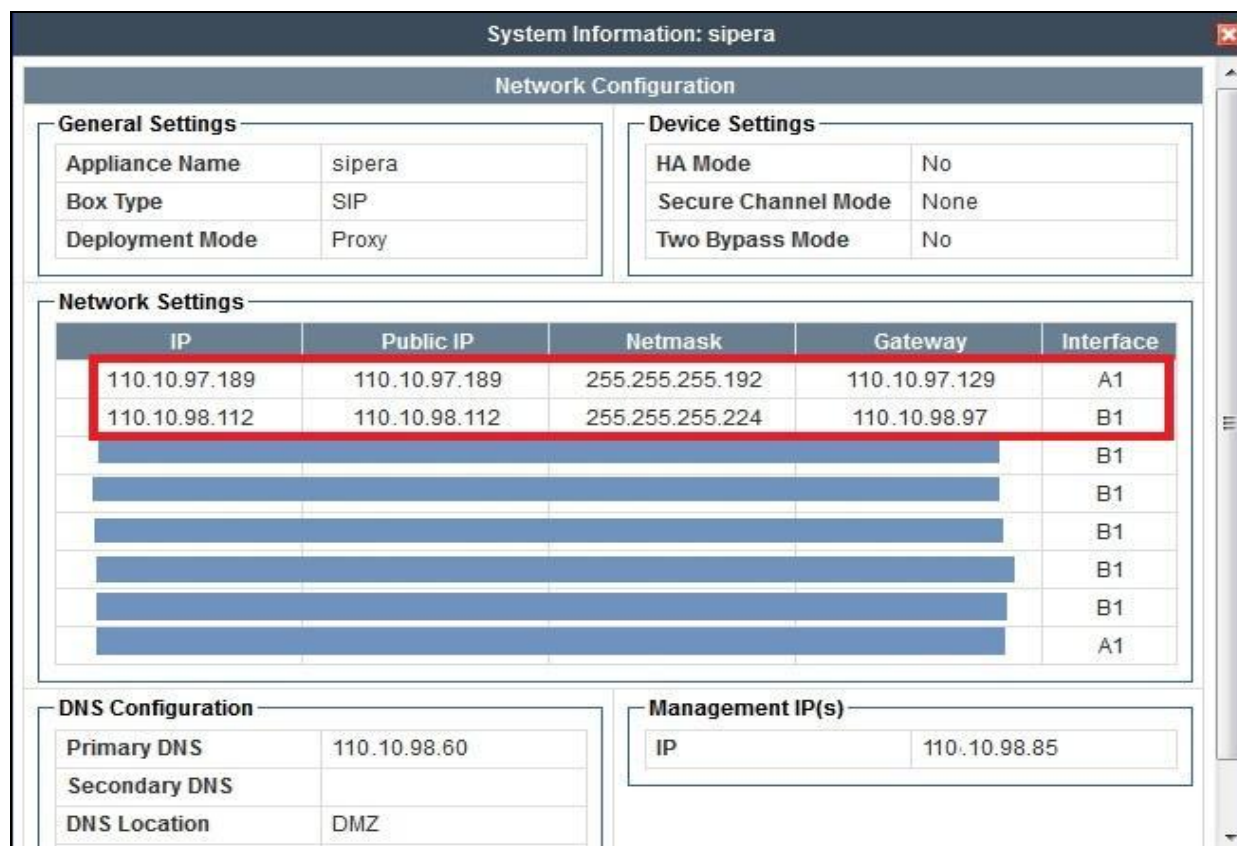 System Information: sipera
Network Configuration
General Settings
Appliance Name sipera
Box Type SIP
Deployment Mode Proxy
Device Settings
HA Mode No
Secure Channel Mode None
Two Bypass Mode No
Network Settings
IP Public IP Netmask Gateway Interface
110.10.97.189 110.10.97.189 255.255.255.192 110.10.97.129 A1
110.10.98.112 110.10.98.112 255.255.255.224 110.10.98.97 B1
B1
B1
B1
B1
B1
A1
DNS Configuration
Primary DNS 110.10.98.60
Secondary DNS
DNS Location DMZ
Management IP(s)
IP 110.10.98.85